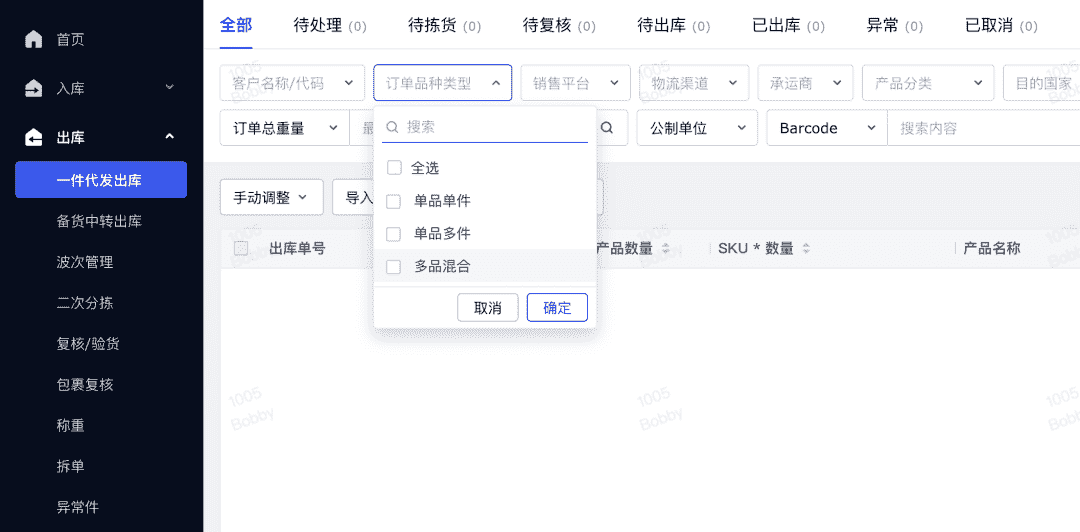 首页
入库
出库
一件代发出库
备货中转出库
波次管理
二次分拣
复核/验货
包裹复核
称重
拆单
异常件
全部 待处理 (0) 待拣货 (0) 待复核 (0) 待出库 (0) 已出库 (0) 异常 (0) 已取消 (0)
客户名称/代码 订单品种类型 销售平台 物流渠道 承运商 产品分类 目的国家
订单总重量 公制单位 Barcode 搜索内容
搜索
全选
单品单件
单品多件
多品混合
取消 确定
手动调整 导入
出库单号 产品数量 SKU * 数量 产品名称
1005
Bobby
1005
Bobby
1005
Bobby